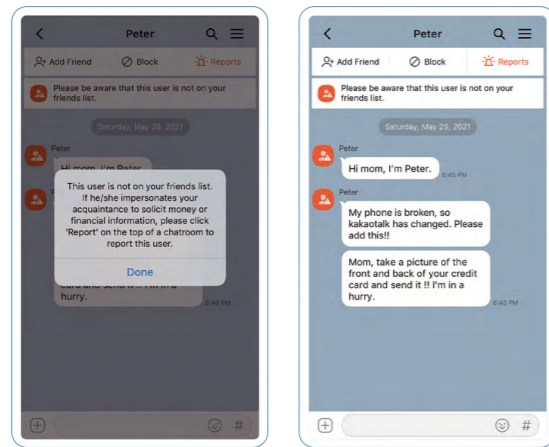 Peter
Add Friend Block Reports
Please be aware that this user is not on your
friends list.
Saturday, May 29, 2021
Peter
Hi mom, I'm Peter.
This user is not on your friends list.
If he/she impersonates your
acquaintance to solicit money or
financial information, please click
'Report' on the top of a chatroom to
report this user.
Done
card and send it !! I'm in a
hurry.
6:46 PM
#
Peter
Add Friend Block Reports
Please be aware that this user is not on your
friends list.
Saturday, May 29, 2021
Peter
Hi mom, I'm Peter.
6:45 PM
Peter
My phone is broken, so
kakaotalk has changed. Please
add this!!
Mom, take a picture of the
front and back of your credit
card and send it !! I'm in a
hurry.
6:46 PM
#